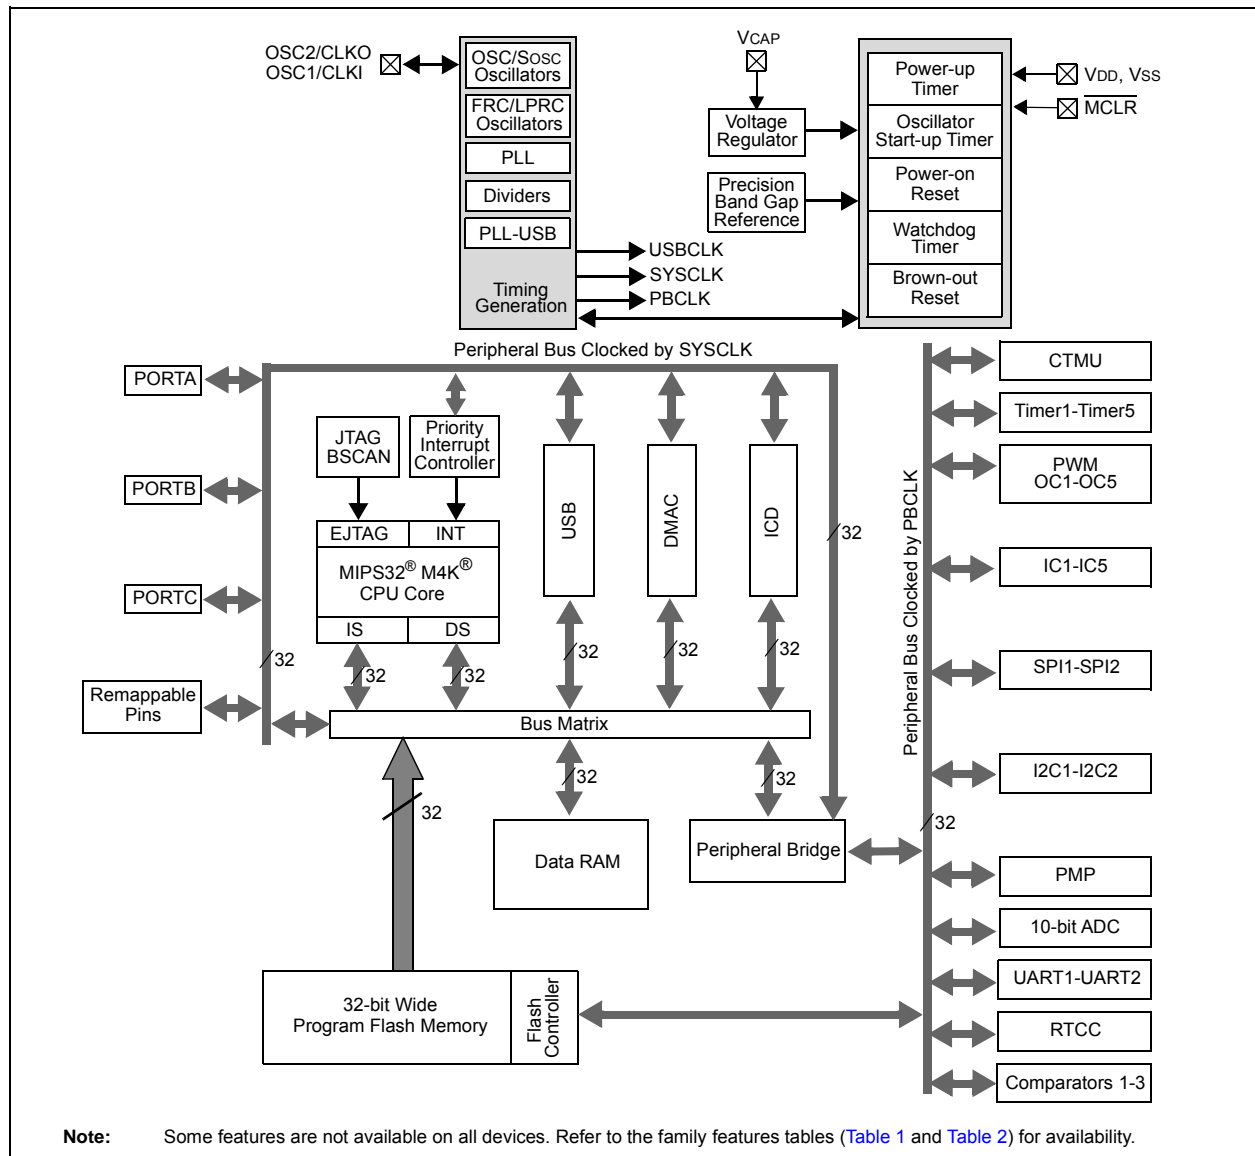 OSC2/CLKO
OSC1/CLKI
OSC/SOSC
Oscillators
FRC/LPRC
Oscillators
PLL
Dividers
PLL-USB
Timing
Generation
USBCLK
SYSCLK
PBCLK
VCAP
Voltage
Regulator
Precision
Band Gap
Reference
Power-up
Timer
Oscillator
Start-up Timer
Power-on
Reset
Watchdog
Timer
Brown-out
Reset
VDD, VSS
MCLR
Peripheral Bus Clocked by SYSCLK
PORTA
PORTB
PORTC
Remappable
Pins
32
JTAG
BSCAN
Priority
Interrupt
Controller
EJTAG
INT
MIPS32® M4K®
CPU Core
IS
DS
32
32
USB
32
DMAC
32
ICD
32
32
Bus Matrix
32
32
32
Data RAM
Peripheral Bridge
32-bit Wide
Program Flash Memory
Flash
Controller
Peripheral Bus Clocked by PBCLK
32
CTMU
Timer1-Timer5
PWM
OC1-OC5
IC1-IC5
SPI1-SPI2
I2C1-I2C2
PMP
10-bit ADC
UART1-UART2
RTCC
Comparators 1-3
Note: Some features are not available on all devices. Refer to the family features tables (Table 1 and Table 2) for availability.